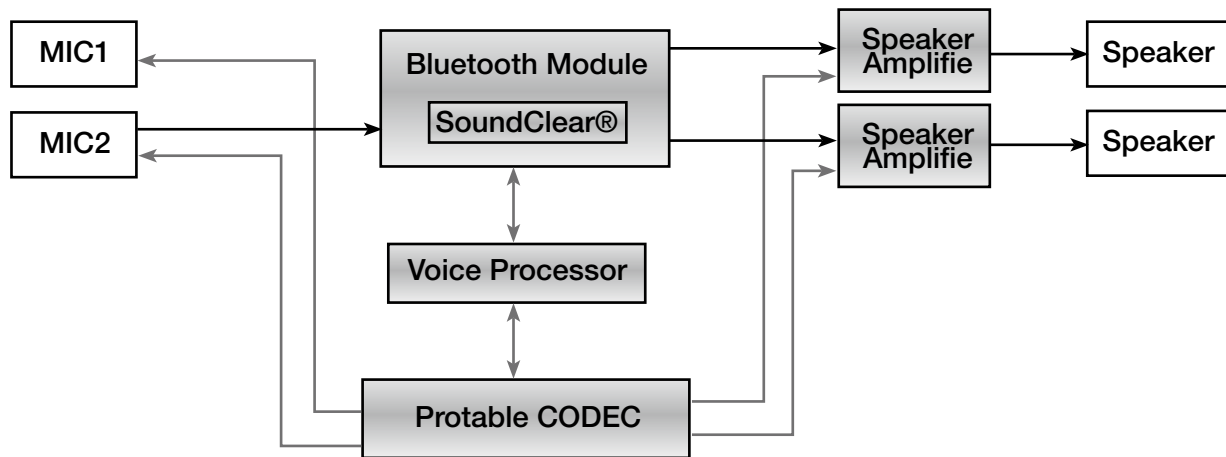 MIC1
MIC2
Bluetooth Module
SoundClear®
Speaker
Amplifie
Speaker
Speaker
Amplifie
Speaker
Voice Processor
Protable CODEC